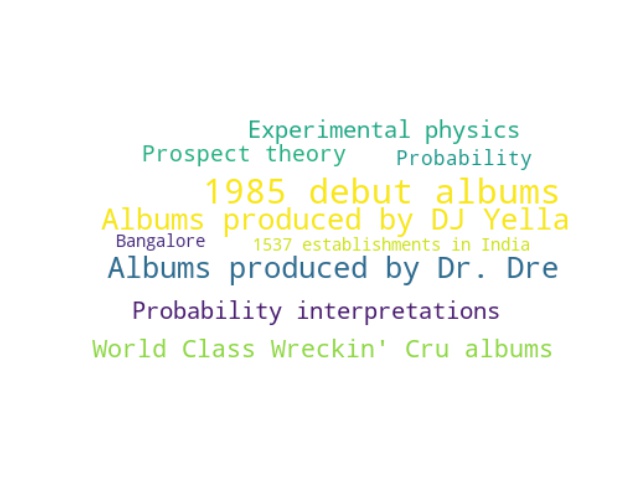 Experimental physics
Prospect theory
Probability
1985 debut albums
Albums produced by DJ Yella
Bangalore
1537 establishments in India
Albums produced by Dr. Dre
Probability interpretations
World Class Wreckin' Cru albums